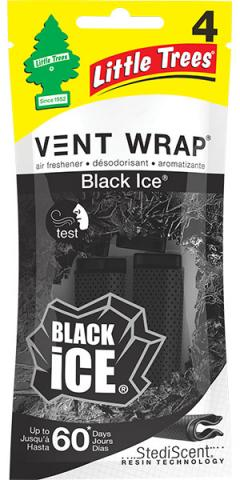 Little Trees
Since 1952
Little Trees®
4
VENT WRAP®
air freshener • désodorisant • aromatizante
Black Ice®
test
BLACK
iCE®
Up to
Jusqu'à
Hasta
60*
Days
Jours
Días
StediScent™
RESIN TECHNOLOGY